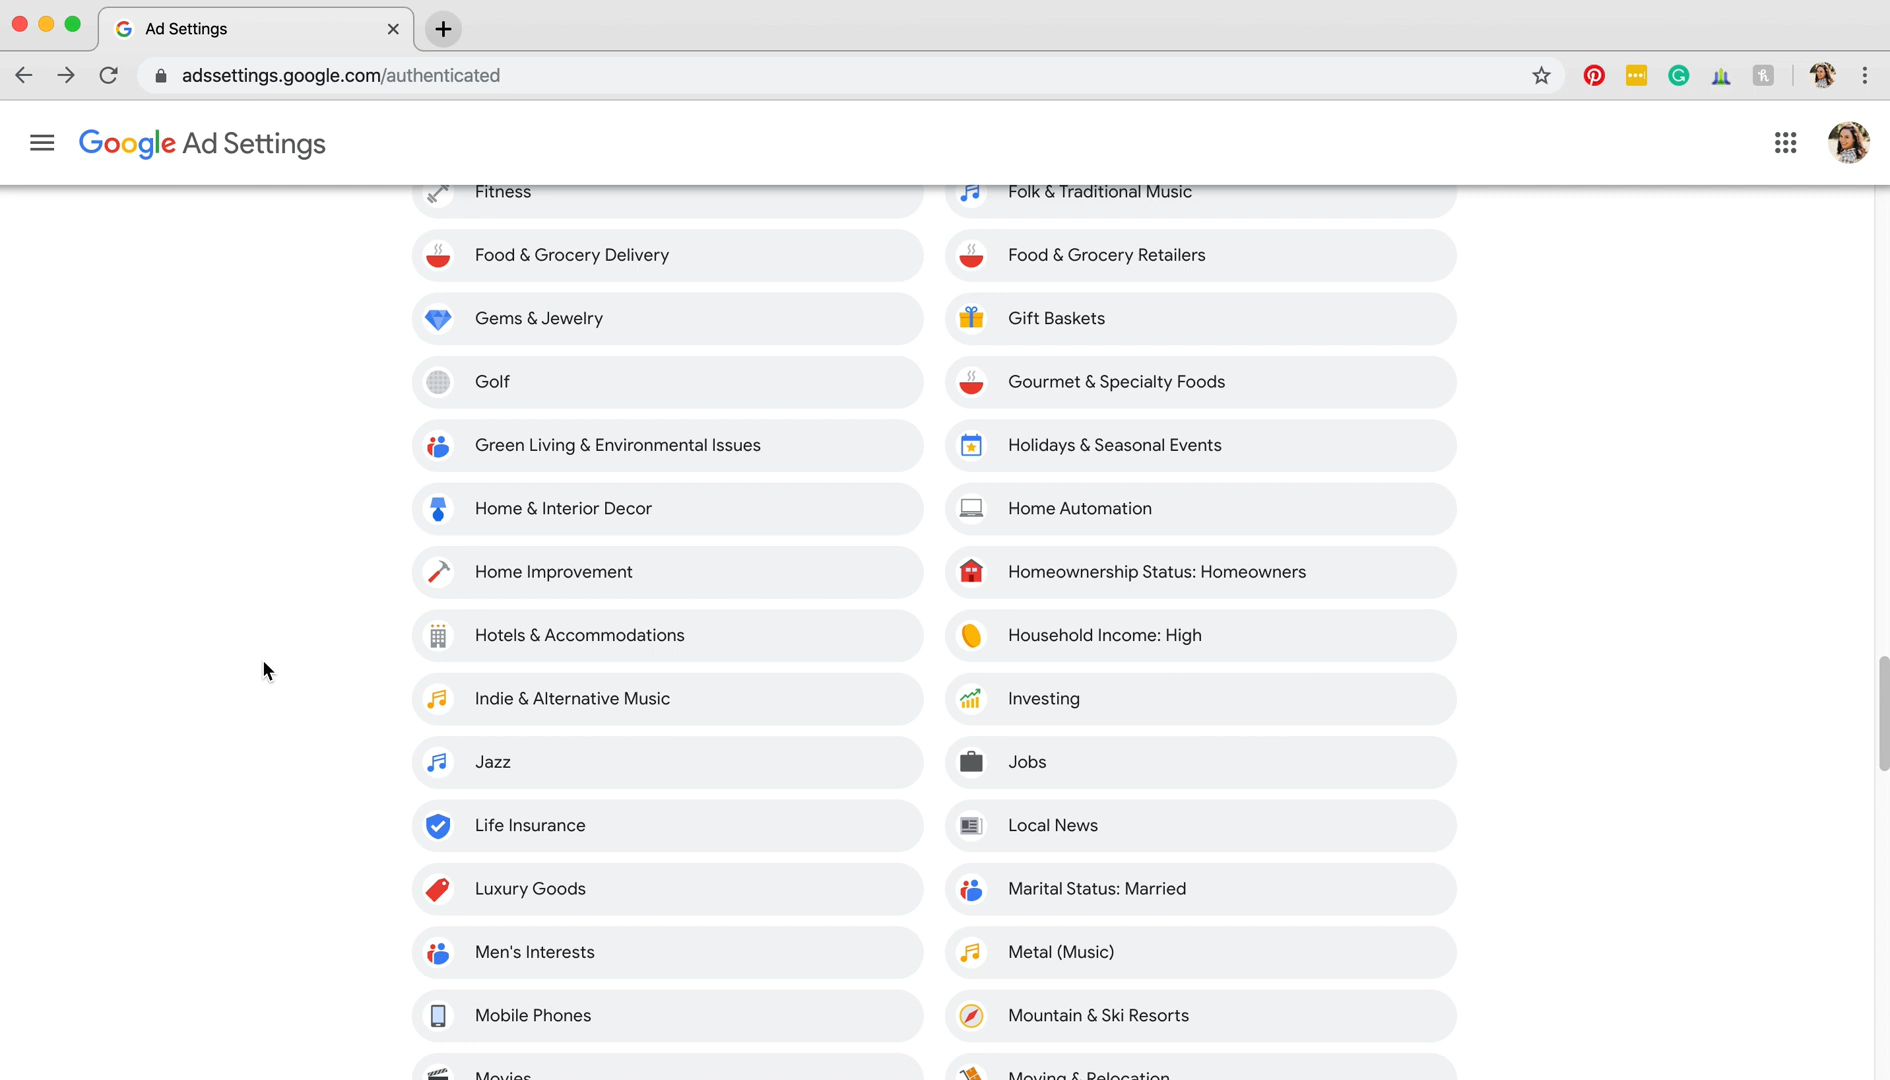 Ad Settings
adssettings.google.com/authenticated
Google Ad Settings
Fitness
Folk & Traditional Music
Food & Grocery Delivery
Food & Grocery Retailers
Gems & Jewelry
Gift Baskets
Golf
Gourmet & Specialty Foods
Green Living & Environmental Issues
Holidays & Seasonal Events
Home & Interior Decor
Home Automation
Home Improvement
Homeownership Status: Homeowners
Hotels & Accommodations
Household Income: High
Indie & Alternative Music
Investing
Jazz
Jobs
Life Insurance
Local News
Luxury Goods
Marital Status: Married
Men's Interests
Metal (Music)
Mobile Phones
Mountain & Ski Resorts
Movies
Moving & Relocation